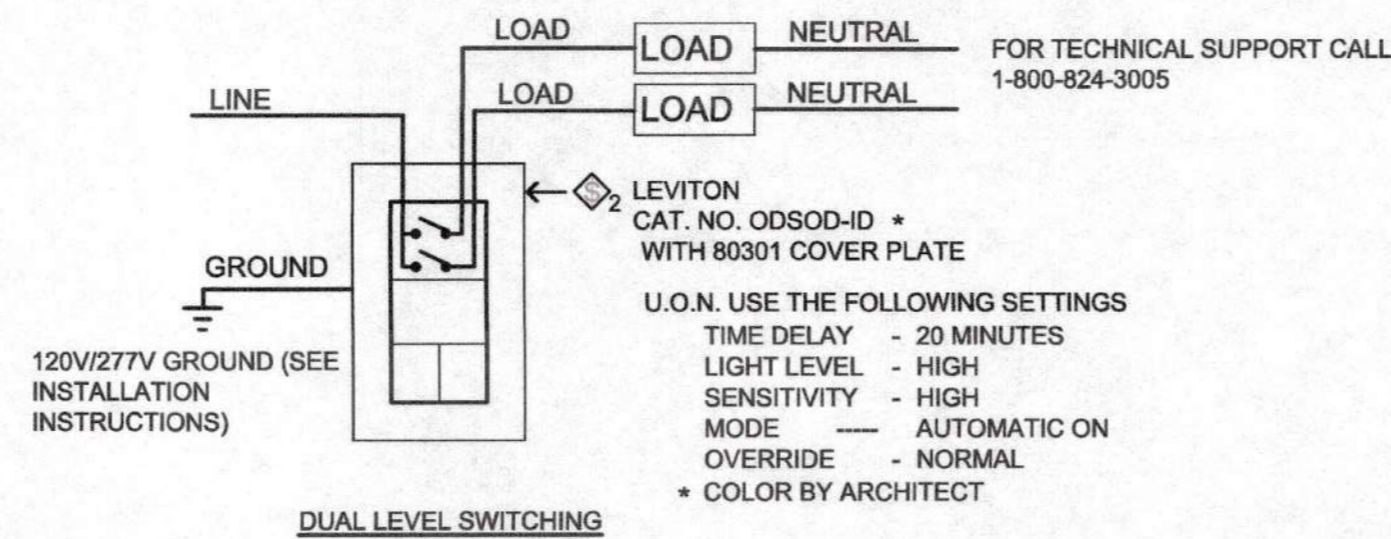 LOAD
LOAD
NEUTRAL
FOR TECHNICAL SUPPORT CALL
1-800-824-3005
LINE
LOAD
LOAD
NEUTRAL
$2
LEVITON
CAT. NO. ODSOD-ID *
WITH 80301 COVER PLATE
GROUND
120V/277V GROUND (SEE
INSTALLATION
INSTRUCTIONS)
U.O.N. USE THE FOLLOWING SETTINGS
TIME DELAY - 20 MINUTES
LIGHT LEVEL - HIGH
SENSITIVITY - HIGH
MODE ----- AUTOMATIC ON
OVERRIDE - NORMAL
* COLOR BY ARCHITECT
DUAL LEVEL SWITCHING